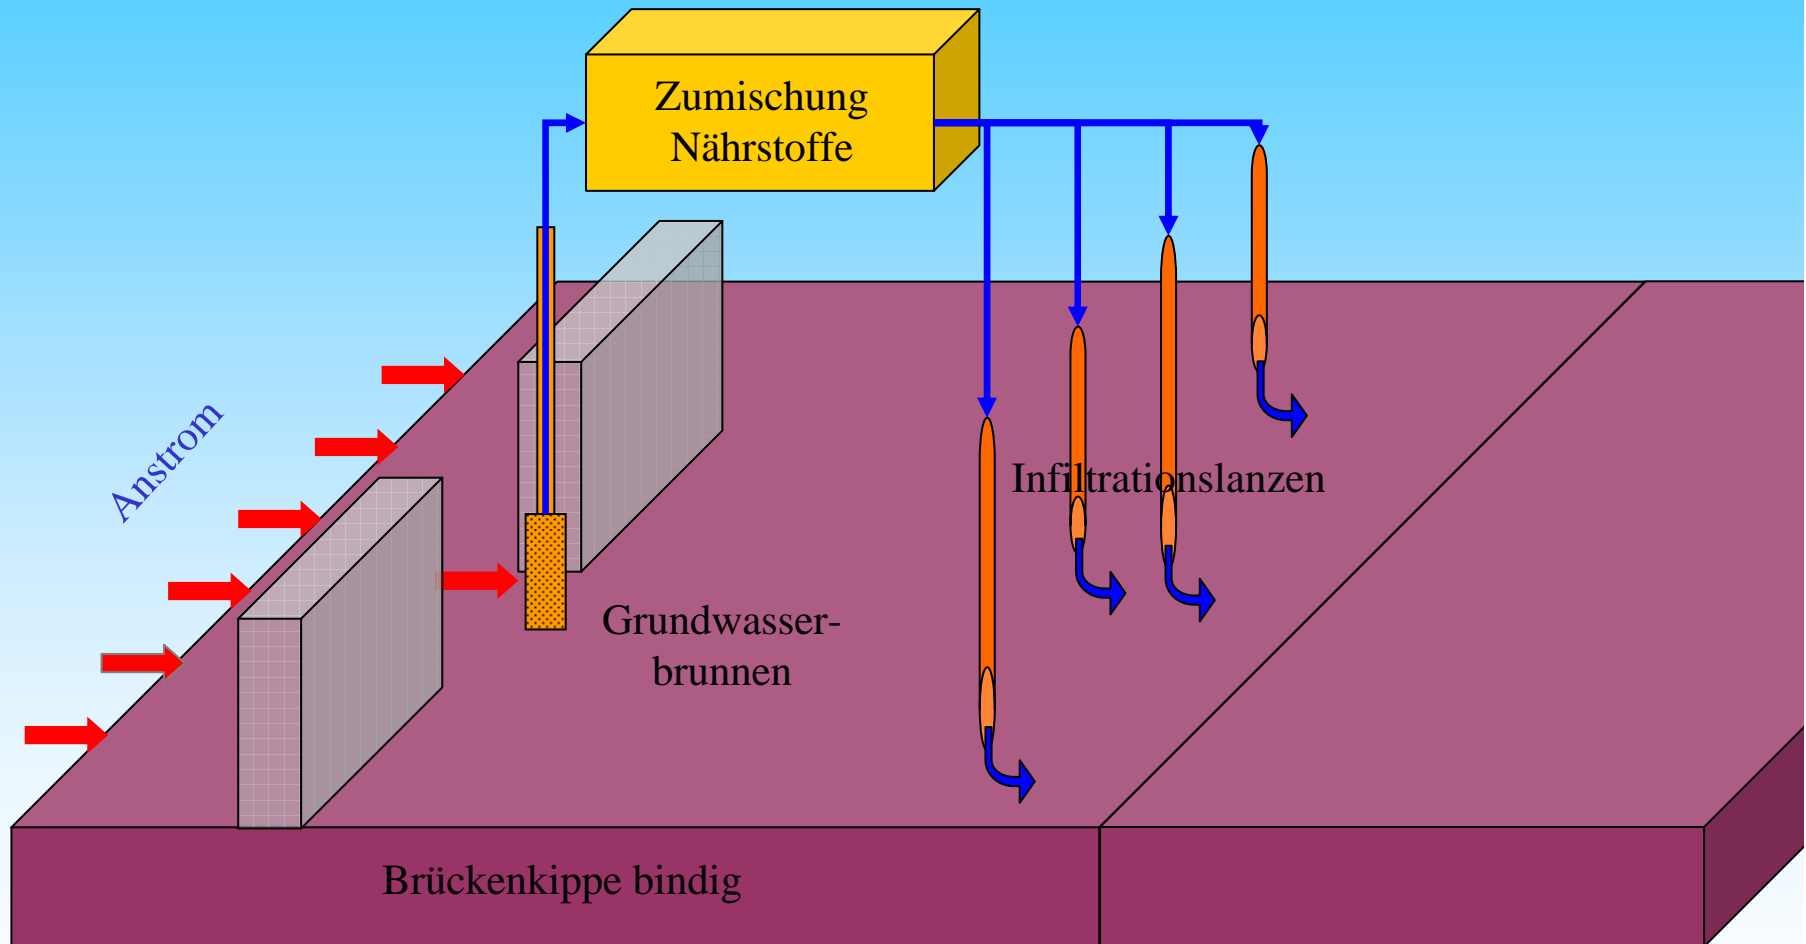 Zumischung
Nährstoffe
Anstrom
Infiltrationslanzen
Grundwasser-
brunnen
Brückenkippe bindig